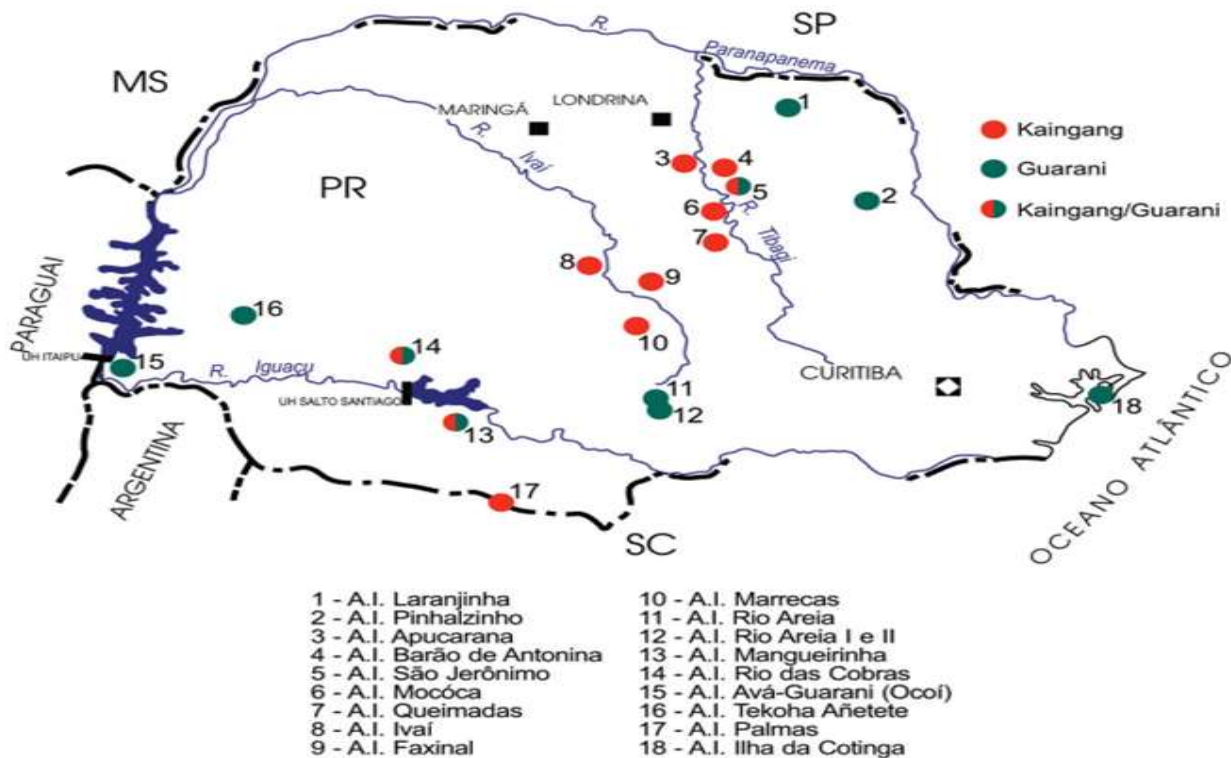 SP
R.
Paranapanema
MS
MARINGÁ
LONDRINA
1
Kaingang
R.
Ivaí
3
4
Guarani
PR
5
2
Kaingang/Guarani
6
R.
Tibagi
7
8
9
PARAGUAI
16
10
UH ITAIPU
15
14
R.
Iguaçu
CURITIBA
UH SALTO SANTIAGO
11
12
18
13
ARGENTINA
17
OCEANO ATLÂNTICO
SC
1 - A.I. Laranjinha
2 - A.I. Pinhalzinho
3 - A.I. Apucarana
4 - A.I. Barão de Antonina
5 - A.I. São Jerônimo
6 - A.I. Mocóca
7 - A.I. Queimadas
8 - A.I. Ivaí
9 - A.I. Faxinal
10 - A.I. Marrecas
11 - A.I. Rio Areia
12 - A.I. Rio Areia I e II
13 - A.I. Mangueirinha
14 - A.I. Rio das Cobras
15 - A.I. Avá-Guarani (Ocoí)
16 - A.I. Tekoha Añetete
17 - A.I. Palmas
18 - A.I. Ilha da Cotinga